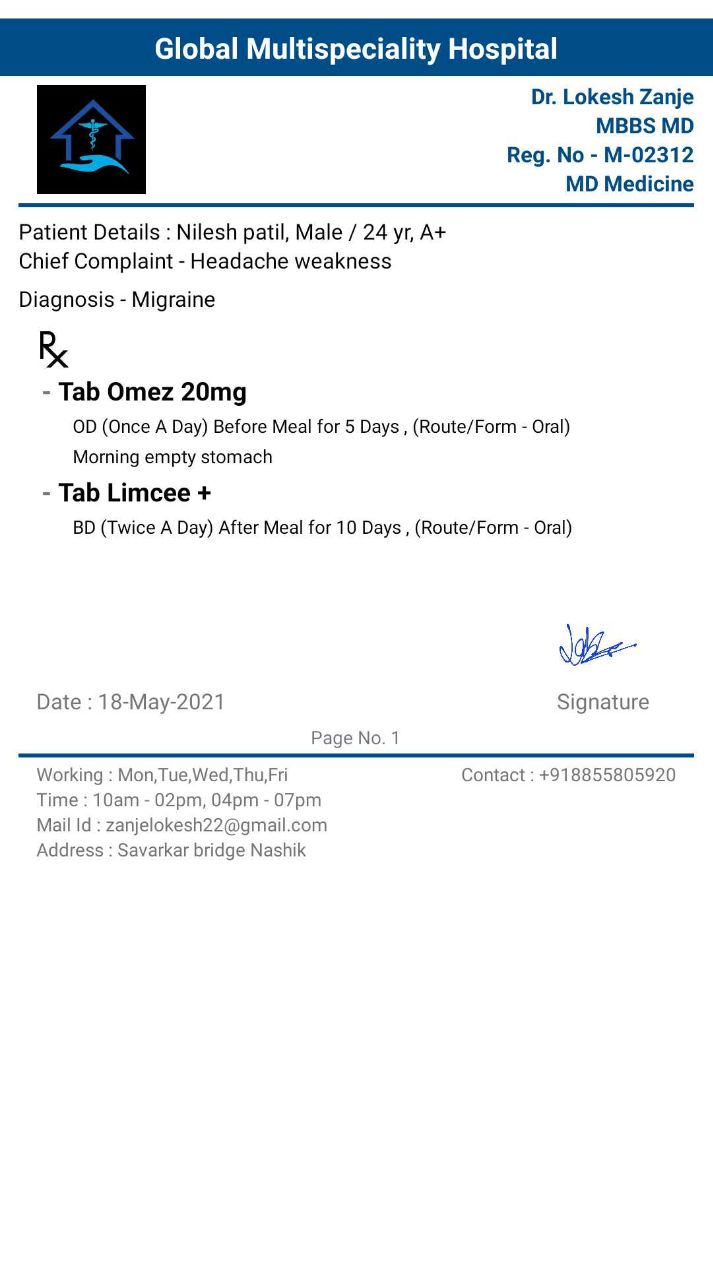 Global Multispeciality Hospital
Dr. Lokesh Zanje
MBBS MD
Reg. No - M-02312
MD Medicine
Patient Details : Nilesh patil, Male / 24 yr, A+
Chief Complaint - Headache weakness
Diagnosis - Migraine
Rx
- Tab Omez 20mg
OD (Once A Day) Before Meal for 5 Days , (Route/Form - Oral)
Morning empty stomach
- Tab Limcee +
BD (Twice A Day) After Meal for 10 Days , (Route/Form - Oral)
Date : 18-May-2021
Signature
Page No. 1
Working : Mon,Tue,Wed,Thu,Fri
Contact : +918855805920
Time : 10am - 02pm, 04pm - 07pm
Mail Id : zanjelokesh22@gmail.com
Address : Savarkar bridge Nashik